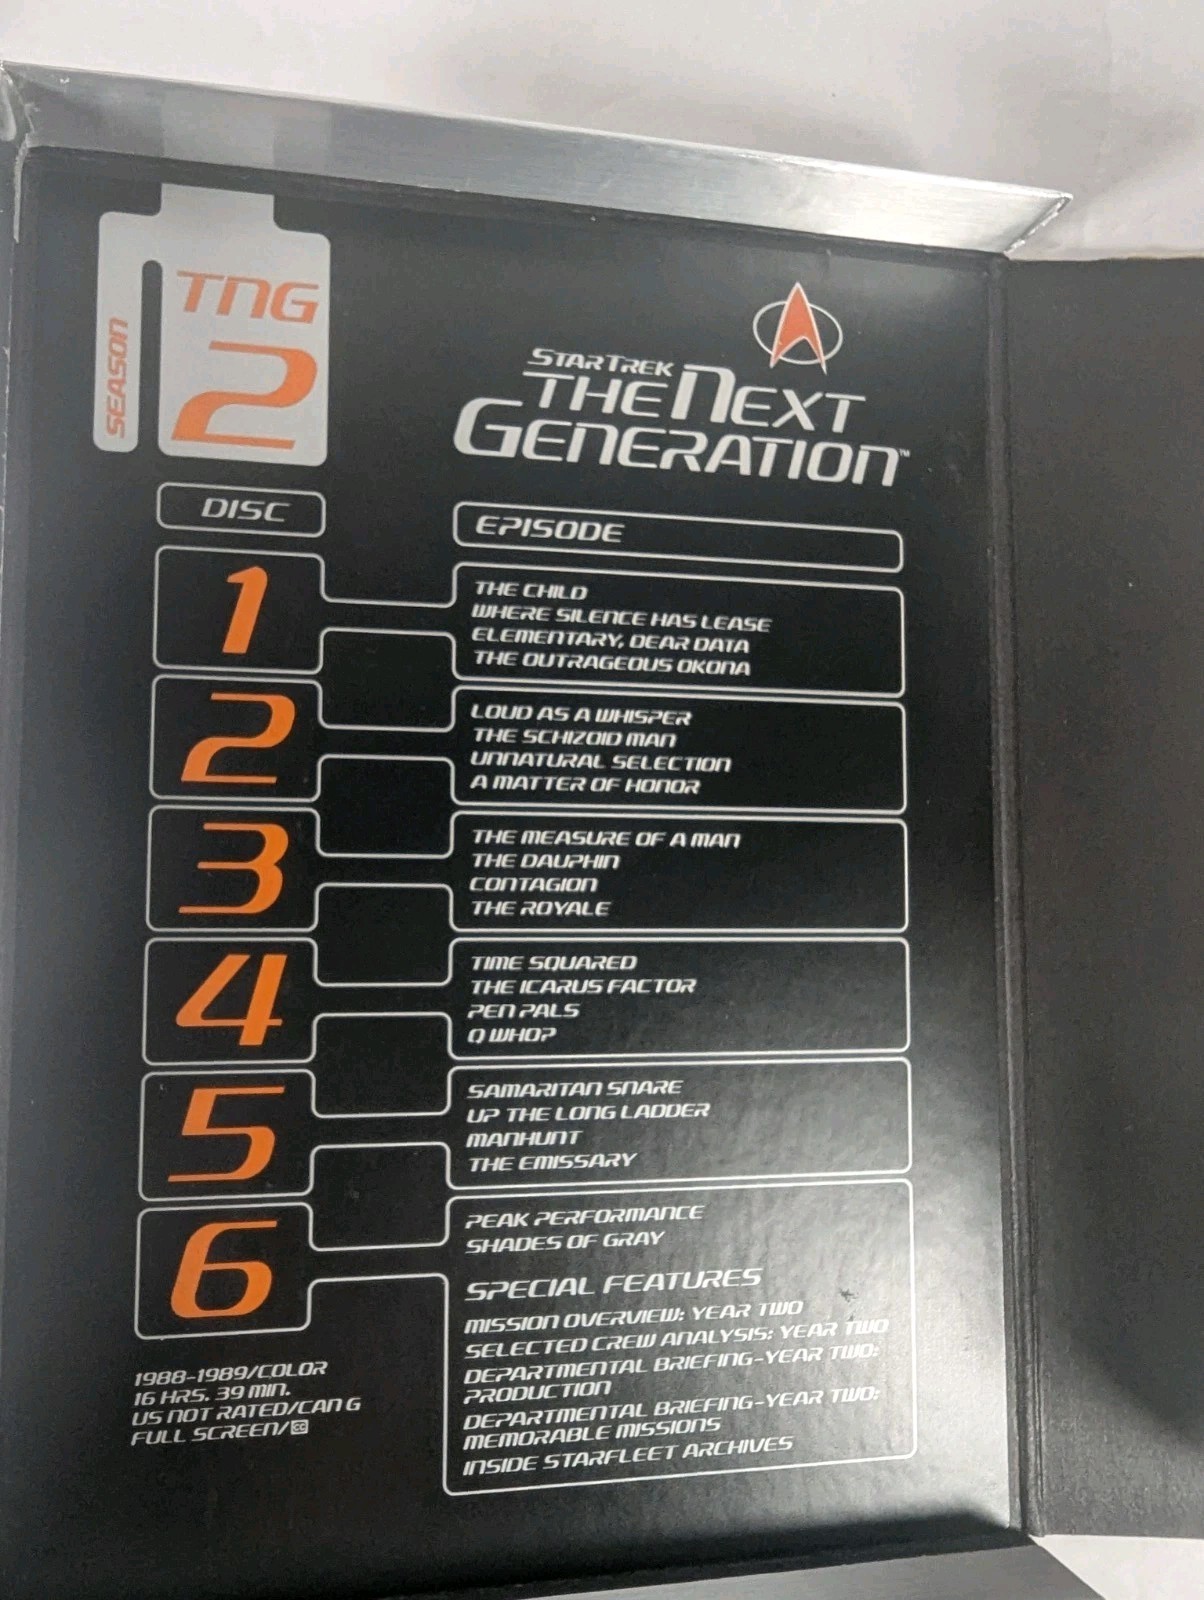 SEASON
TNG
2
STAR TREK
THE NEXT
GENERATION™
DISC
EPISODE
1
THE CHILD
WHERE SILENCE HAS LEASE
ELEMENTARY, DEAR DATA
THE OUTRAGEOUS OKONA
2
LOUD AS A WHISPER
THE SCHIZOID MAN
UNNATURAL SELECTION
A MATTER OF HONOR
3
THE MEASURE OF A MAN
THE DAUPHIN
CONTAGION
THE ROYALE
4
TIME SQUARED
THE ICARUS FACTOR
PEN PALS
Q WHO?
5
SAMARITAN SNARE
UP THE LONG LADDER
MANHUNT
THE EMISSARY
6
PEAK PERFORMANCE
SHADES OF GRAY
SPECIAL FEATURES
MISSION OVERVIEW: YEAR TWO
SELECTED CREW ANALYSIS: YEAR TWO
DEPARTMENTAL BRIEFING-YEAR TWO:
PRODUCTION
DEPARTMENTAL BRIEFING-YEAR TWO:
MEMORABLE MISSIONS
INSIDE STARFLEET ARCHIVES
1988-1989/COLOR
16 HRS. 39 MIN.
US NOT RATED/CAN G
FULL SCREEN/CC